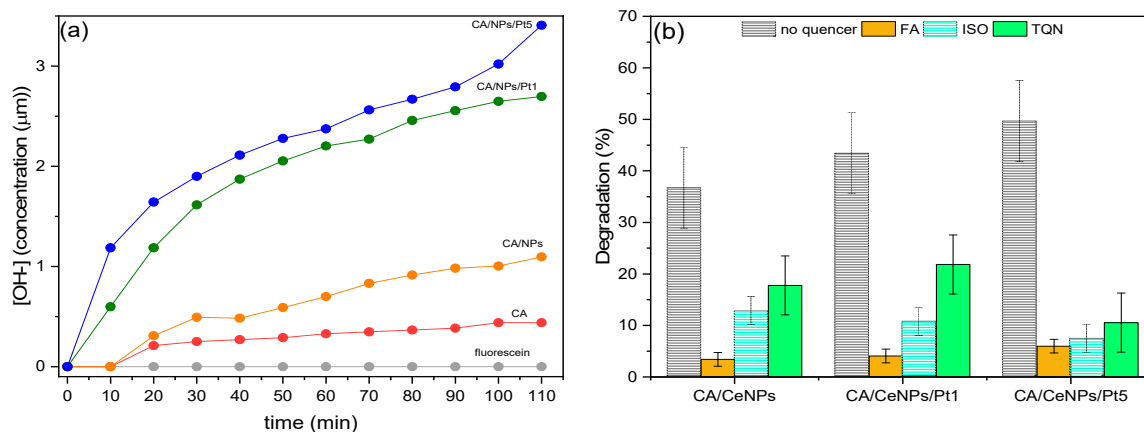 (a)
CA/NPs/Pt5
CA/NPs/Pt1
CA/NPs
CA
fluorescein
[OH-] (concentration (μm))
3
2
1
0
0 10 20 30 40 50 60 70 80 90 100 110
time (min)
(b)
no quencer FA ISO TQN
Degradation (%)
70
60
50
40
30
20
10
0
CA/CeNPs CA/CeNPs/Pt1 CA/CeNPs/Pt5